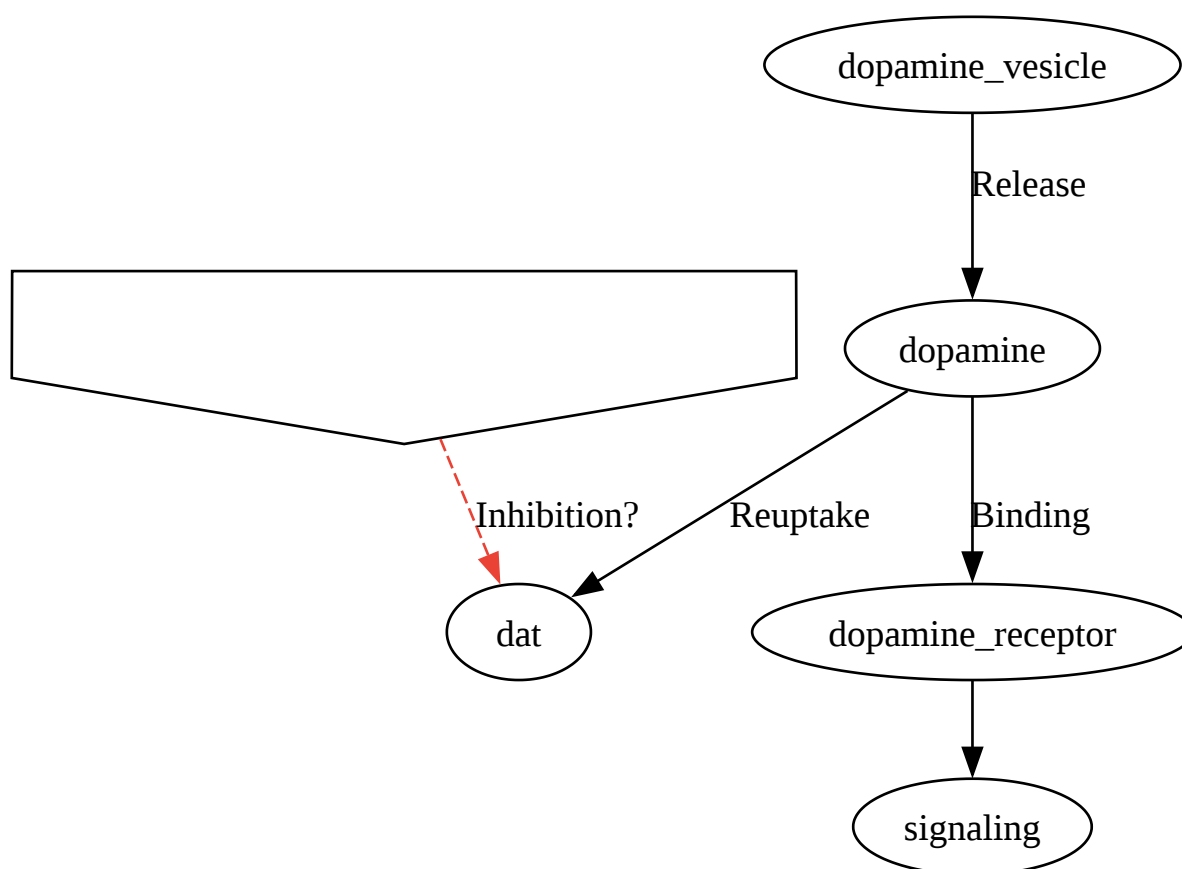 dopamine_vesicle
Release
dopamine
Inhibition?
Reuptake
Binding
dat
dopamine_receptor
signaling